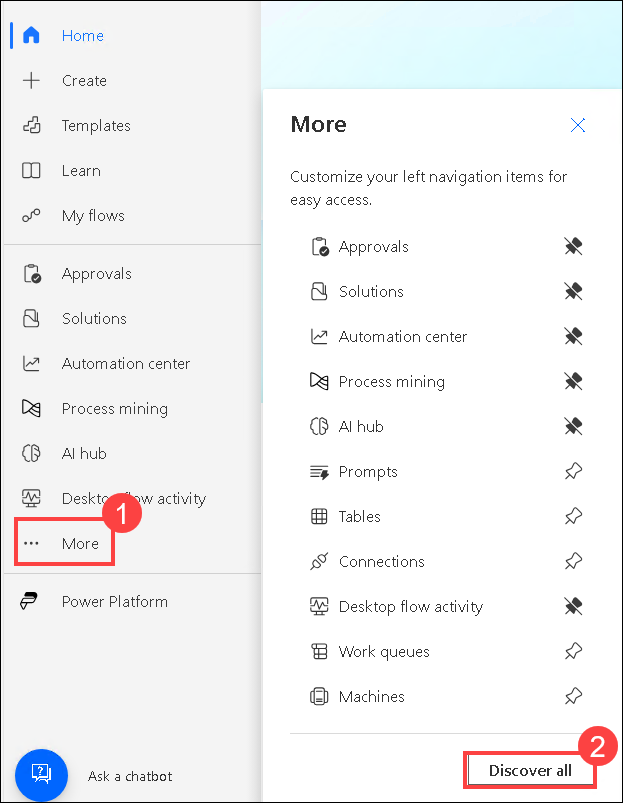 Home
Create
Templates
Learn
My flows
Approvals
Solutions
Automation center
Process mining
AI hub
Desktop flow activity
1
More
Power Platform
Ask a chatbot
More
Customize your left navigation items for
easy access.
Approvals
Solutions
Automation center
Process mining
AI hub
Prompts
Tables
Connections
Desktop flow activity
Work queues
Machines
2
Discover all